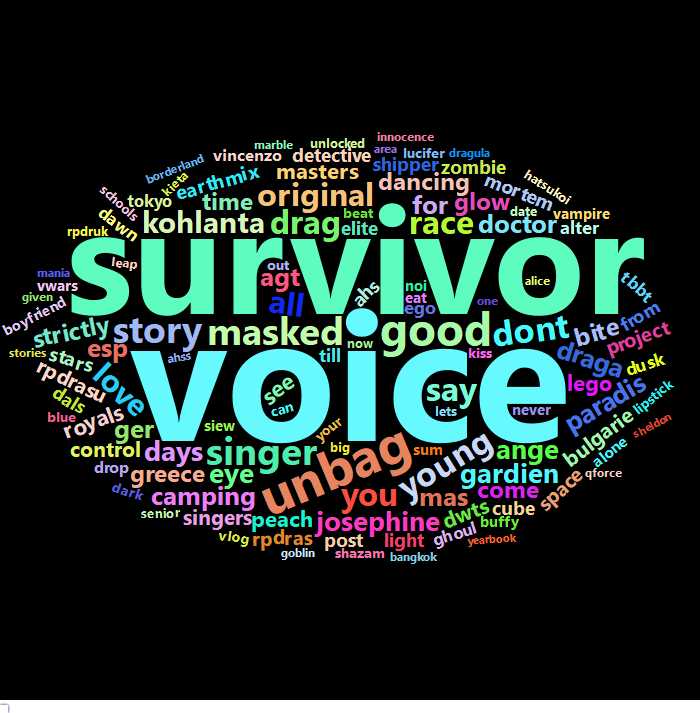 innocence
marble unlocked
borderland vincenzo detective area lucifer dragula
kieta earthmix masters shipper zombie hatsukoi
schools tokyo time original dancing mortem
dawn kohlanta drag beat elite for glow date vampire
rpdruk race doctor alter
survivor
leap out
mania vwars agt ahs noi alice tbbt
given all eat ego one
boyfriend strictly story masked good dont bite from project
stories stars esp ahss till now kiss draga dusk
rpdrasu love voice
see say lego paradis lipstick
dals royals can lets never
blue ger siew your bulgarie sheldon
control days singer big sum ange alone
drop greece eye unbag young gardien space qforce
dark camping you mas come
senior singers peach josephine dwts cube
vlog rpdras post light ghoul buffy yearbook
goblin shazam bangkok